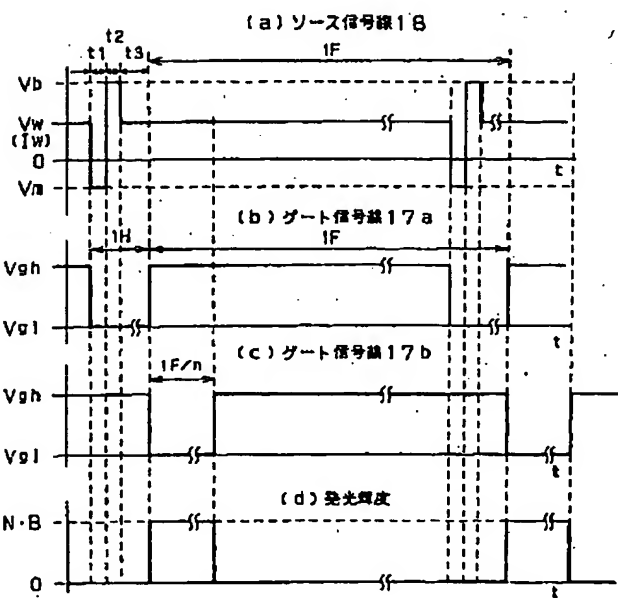 (a)ソース信号線18
t2
t1
t3
1F
Vb
Vw
(Iw)
0
Vm
t
(b)ゲート信号線17a
1H
1F
Vgh
Vgl
t
(c)ゲート信号線17b
1F/n
Vgh
Vgl
t
(d)発光輝度
N・B
0
t